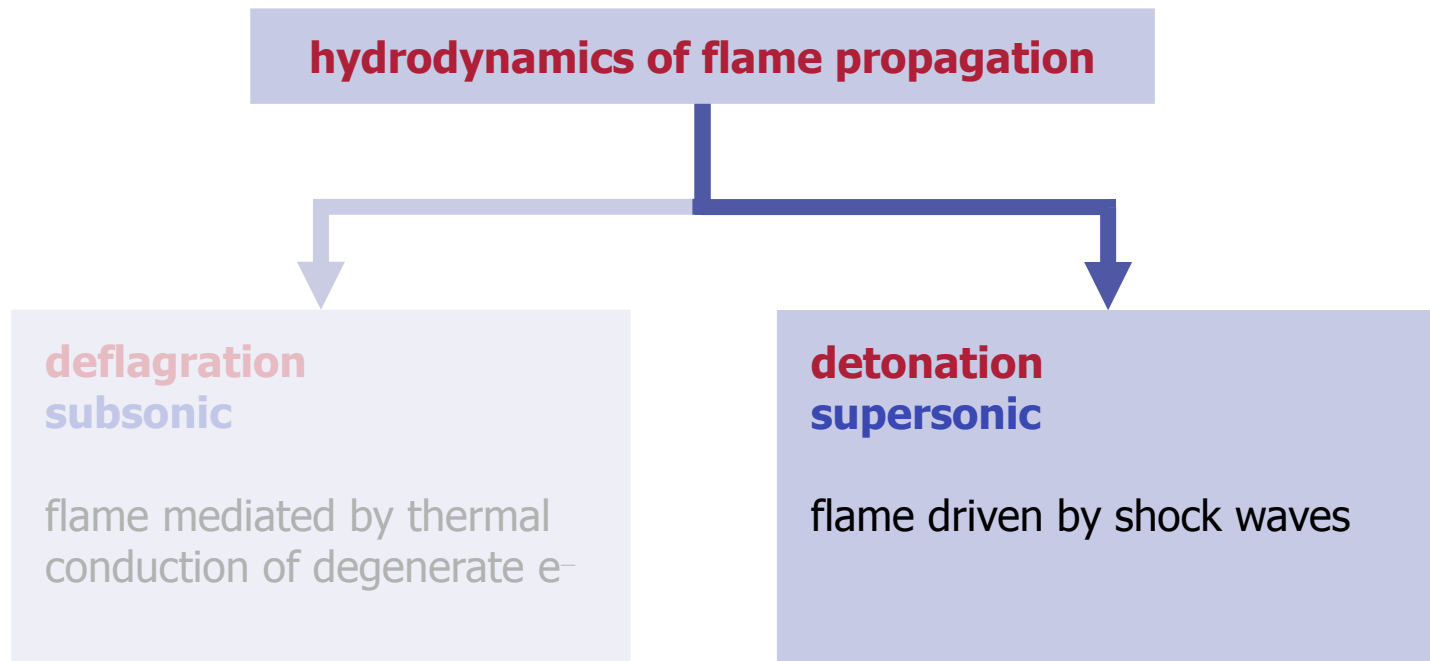 hydrodynamics of flame propagation
deflagration
subsonic
flame mediated by thermal
conduction of degenerate e⁻
detonation
supersonic
flame driven by shock waves